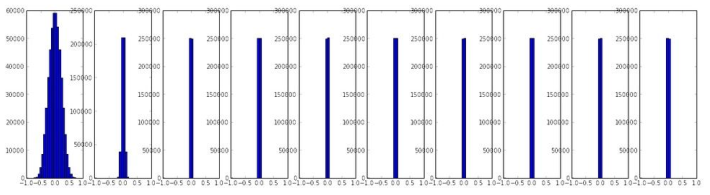 60000 250000 300000 300000 300000 300000 300000 300000 300000 300000
50000 200000 250000 250000 250000 250000 250000 250000 250000 250000
40000 150000 200000 200000 200000 200000 200000 200000 200000 200000
30000 100000 150000 150000 150000 150000 150000 150000 150000 150000
20000 50000 100000 100000 100000 100000 100000 100000 100000 100000
10000 50000 50000 50000 50000 50000 50000 50000 50000
0 0 0 0 0 0 0 0 0 0
−1.0 −0.5 0.0 0.5 1.0 −1.0 −0.5 0.0 0.5 1.0 −1.0 −0.5 0.0 0.5 1.0 −1.0 −0.5 0.0 0.5 1.0 −1.0 −0.5 0.0 0.5 1.0 −1.0 −0.5 0.0 0.5 1.0 −1.0 −0.5 0.0 0.5 1.0 −1.0 −0.5 0.0 0.5 1.0 −1.0 −0.5 0.0 0.5 1.0 −1.0 −0.5 0.0 0.5 1.0